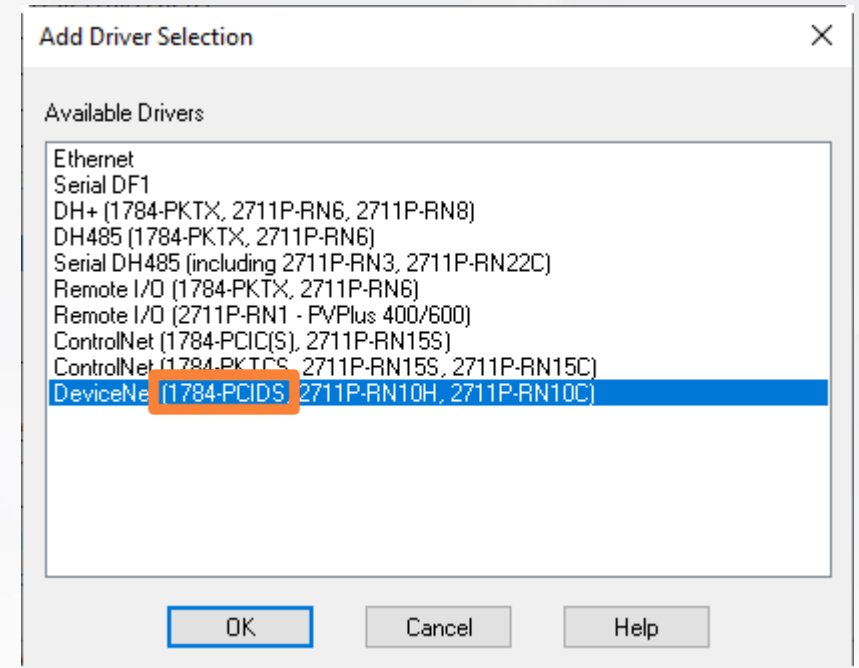 Add Driver Selection
Available Drivers
Ethernet
Serial DF1
DH+ (1784-PKTX, 2711P-RN6, 2711P-RN8)
DH485 (1784-PKTX, 2711P-RN6)
Serial DH485 (including 2711P-RN3, 2711P-RN22C)
Remote I/O (1784-PKTX, 2711P-RN6)
Remote I/O (2711P-RN1 - PVPlus 400/600)
ControlNet (1784-PCIC(S), 2711P-RN15S)
ControlNet (1784-PKTCS, 2711P-RN15S, 2711P-RN15C)
DeviceNet (1784-PCIDS, 2711P-RN10H, 2711P-RN10C)
OK Cancel Help